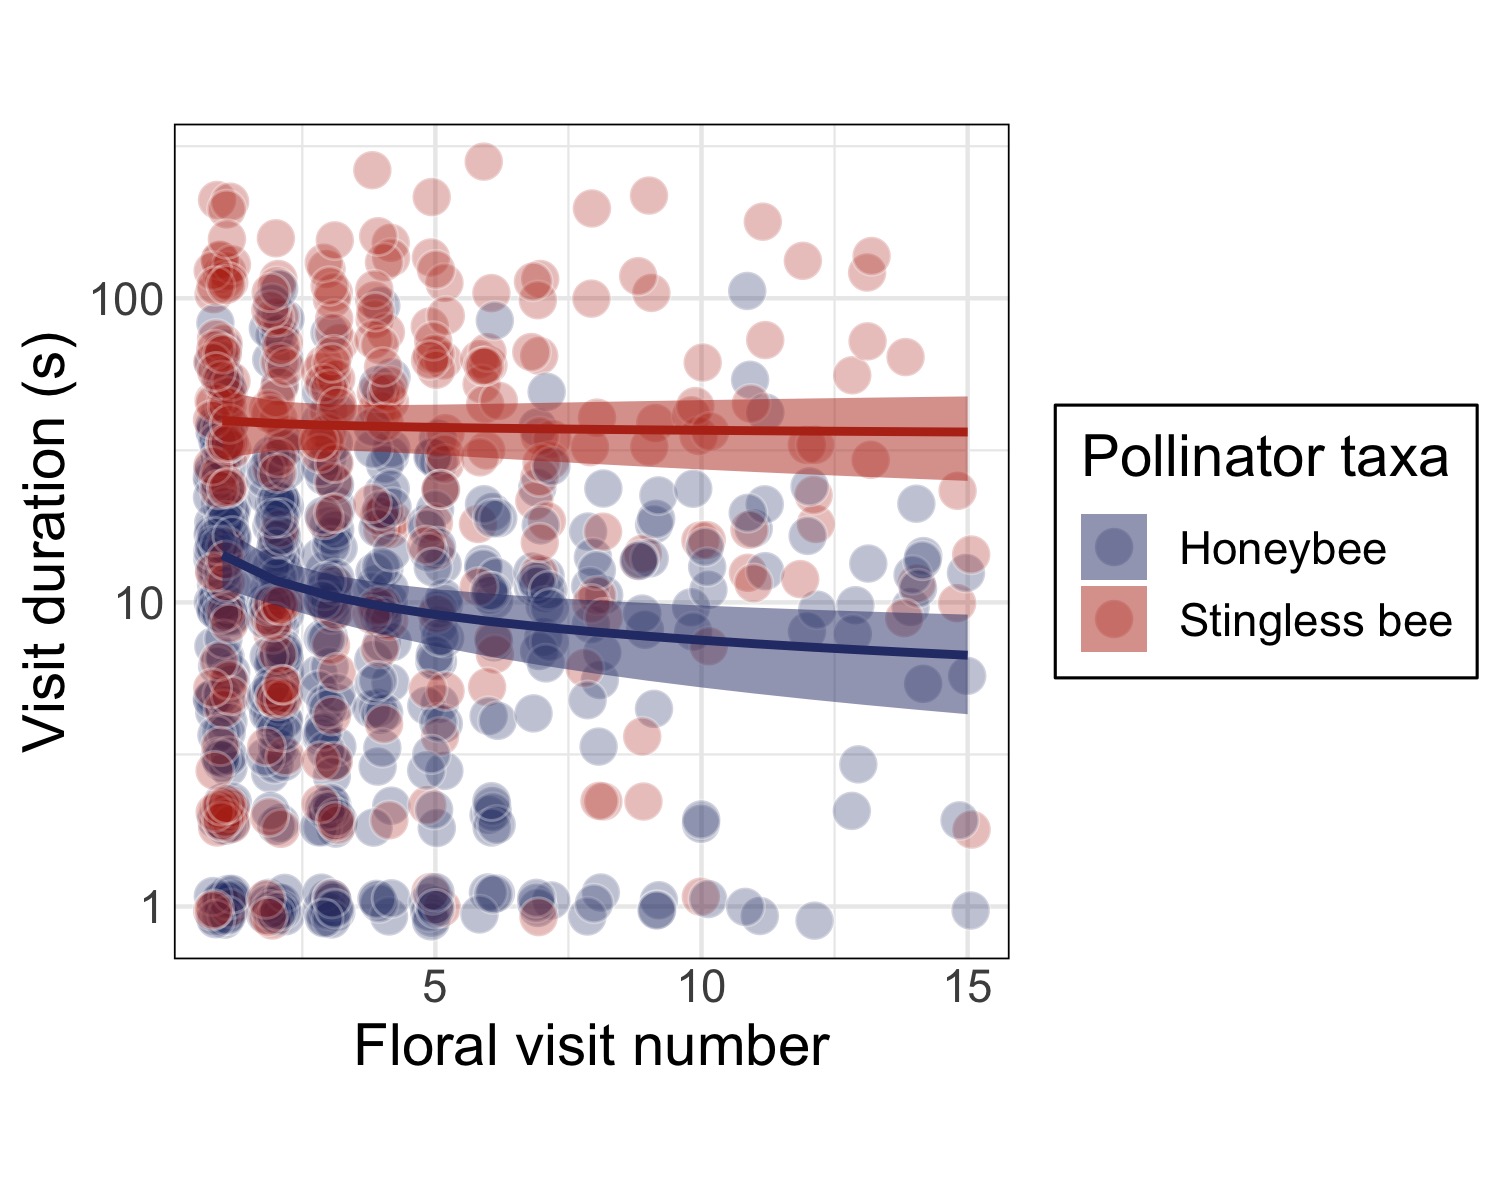 Visit duration (s)
100
10
1
5 10 15
Floral visit number
Pollinator taxa
Honeybee
Stingless bee